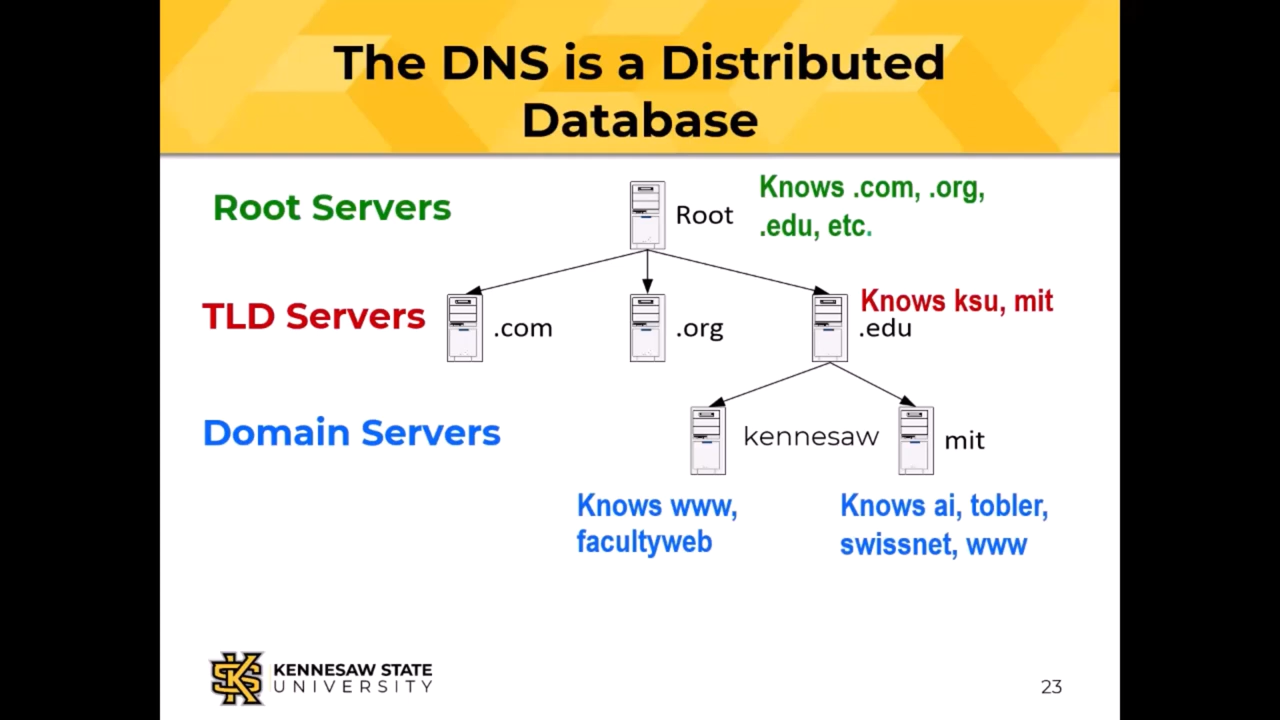 The DNS is a Distributed
Database
Root Servers
Root
Knows .com, .org,
.edu, etc.
TLD Servers
.com
.org
Knows ksu, mit
.edu
Domain Servers
kennesaw
mit
Knows www,
facultyweb
Knows ai, tobler,
swissnet, www
KENNESAW STATE
UNIVERSITY
23